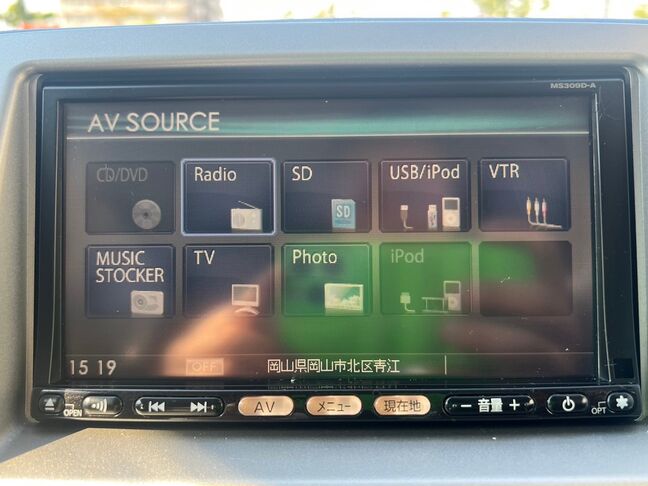 MS309D-A
AV SOURCE
CD/DVD
Radio
SD
USB/iPod
VTR
SD
MUSIC STOCKER
TV
Photo
iPod
15 19
OFF
岡山県岡山市北区青江
OPEN
AV
メニュー
現在地
− 音量 +
OPT